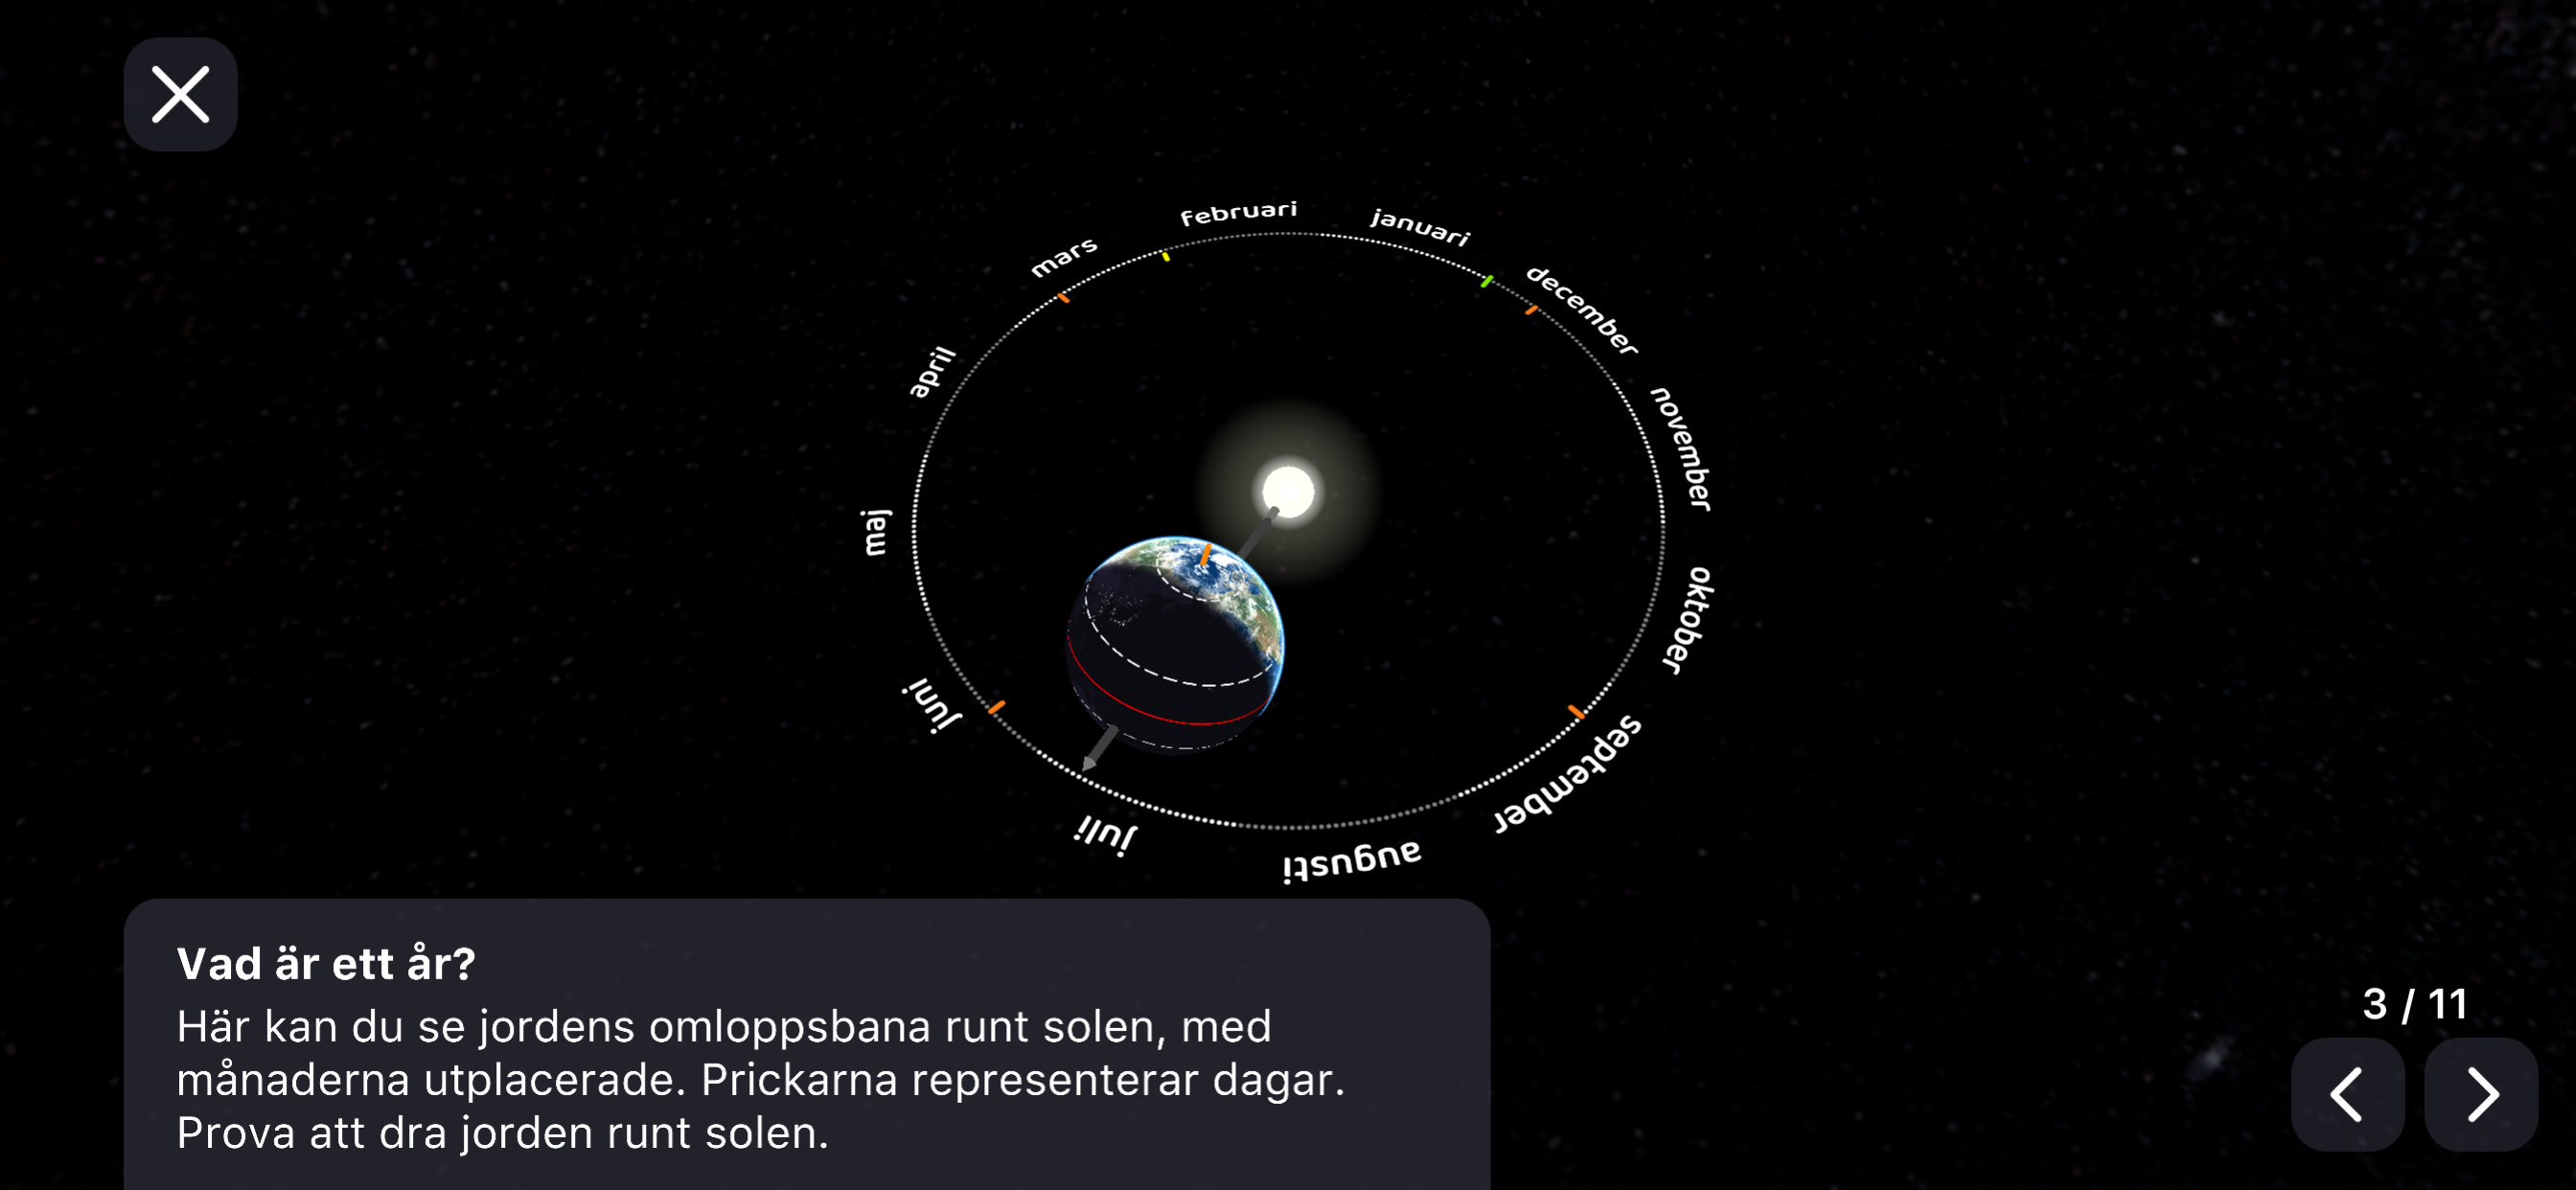 februari
januari
mars
december
april
november
maj
oktober
juni
september
juli
augusti
Vad är ett år?
Här kan du se jordens omloppsbana runt solen, med
månaderna utplacerade. Prickarna representerar dagar.
Prova att dra jorden runt solen.
3 / 11